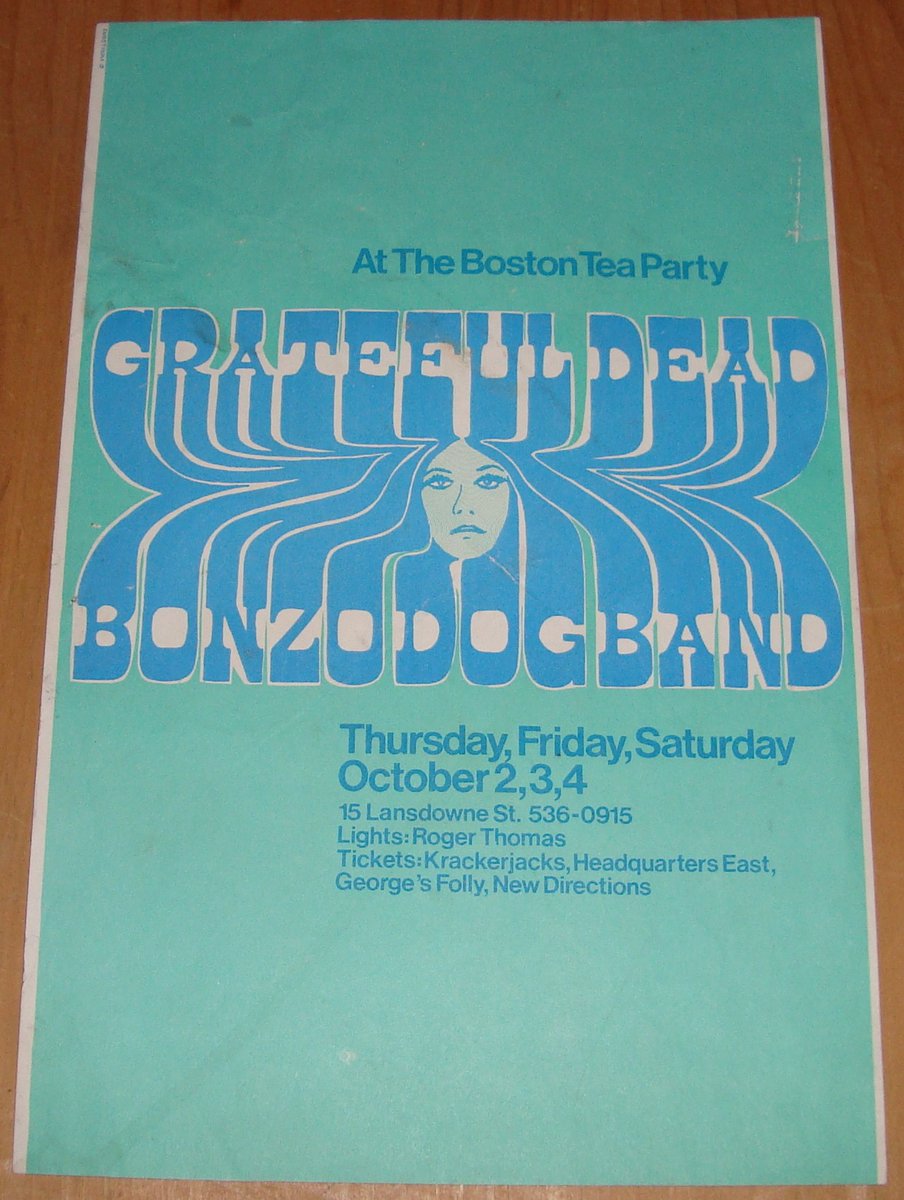 At The Boston Tea Party
GRATEFUL DEAD
BONZO DOG BAND
Thursday, Friday, Saturday
October 2,3,4
15 Lansdowne St. 536-0915
Lights: Roger Thomas
Tickets: Krackerjacks, Headquarters East,
George's Folly, New Directions